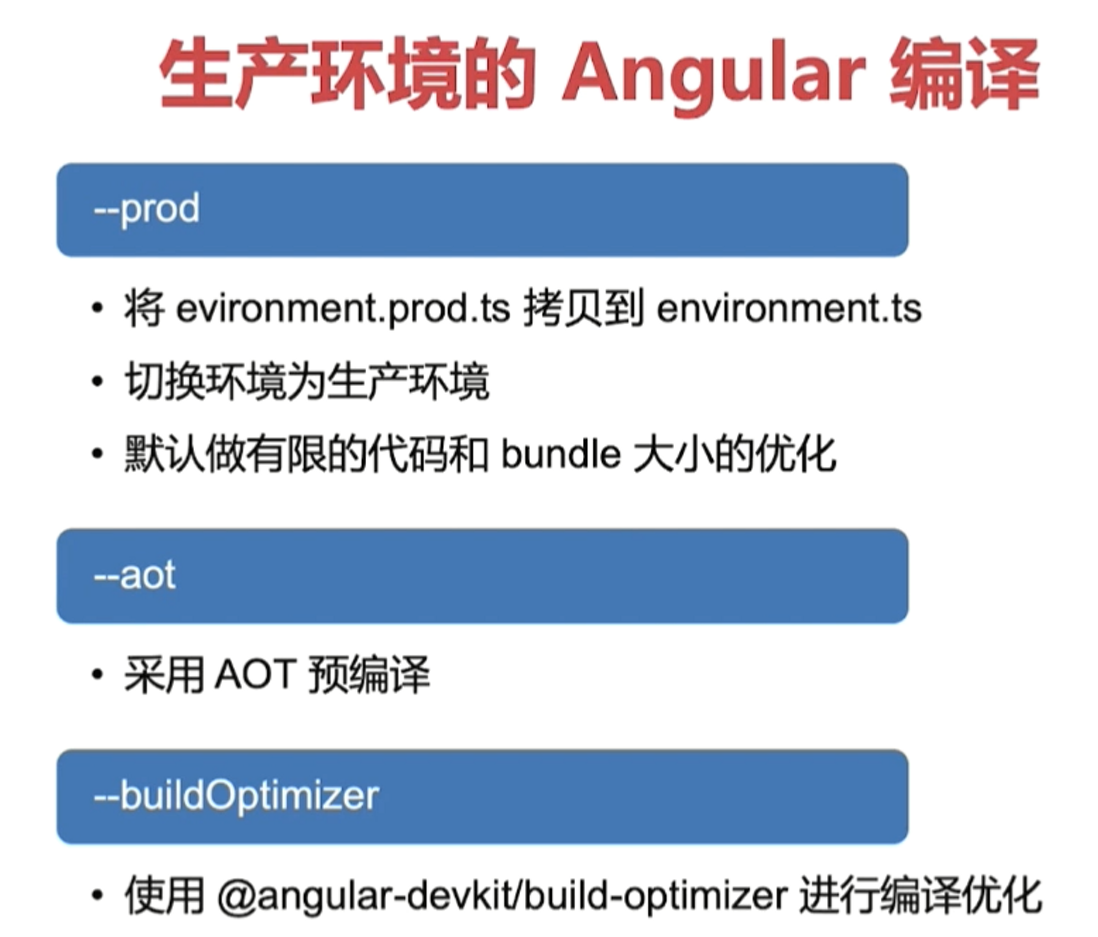 生产环境的 Angular 编译
--prod
• 将 evironment.prod.ts 拷贝到 environment.ts
• 切换环境为生产环境
• 默认做有限的代码和 bundle 大小的优化
--aot
• 采用 AOT 预编译
--buildOptimizer
• 使用 @angular-devkit/build-optimizer 进行编译优化